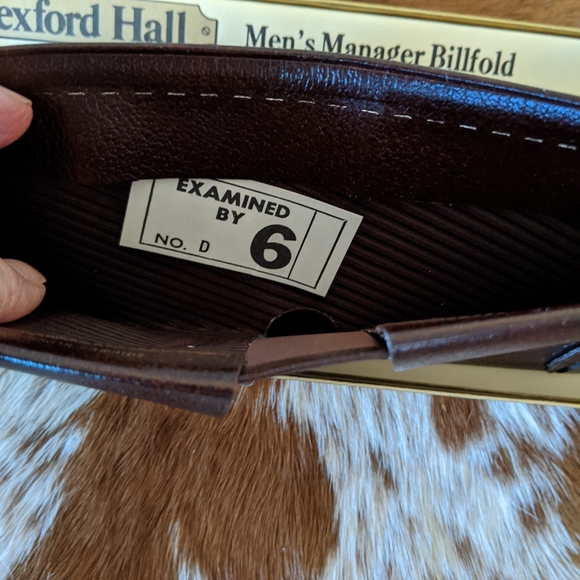 exford Hall
Men's Manager Billfold
EXAMINED
BY 6
NO. D